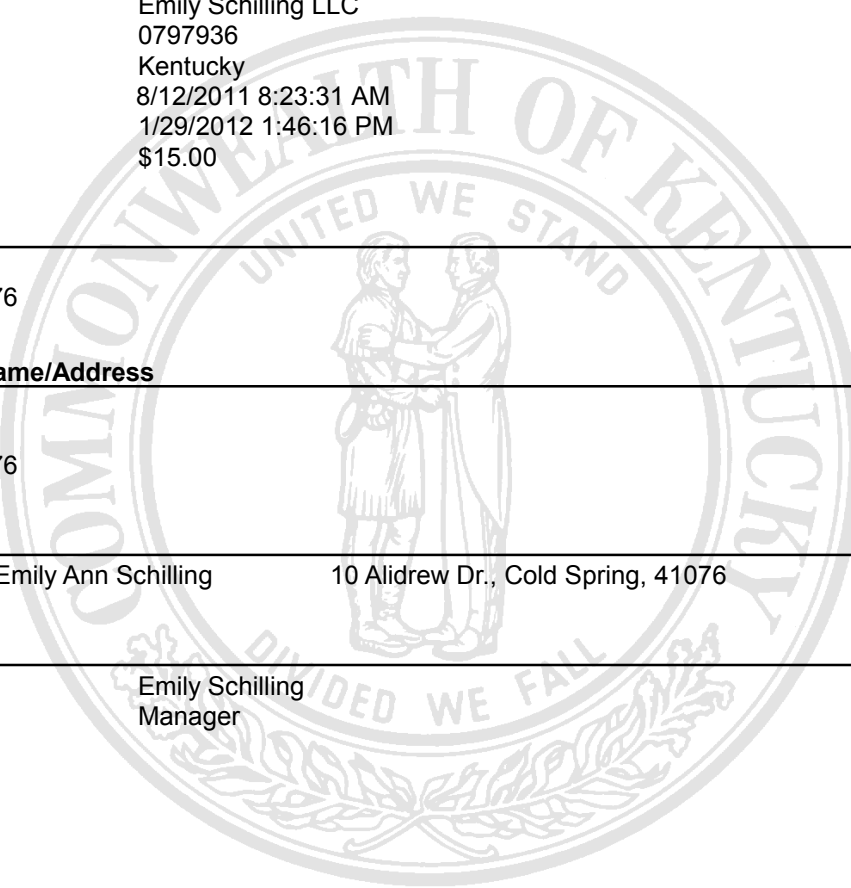 Emily Schilling LLC
0797936
Kentucky
8/12/2011 8:23:31 AM
1/29/2012 1:46:16 PM
$15.00
COMMONWEALTH OF KENTUCKY
UNITED WE STAND
76
ame/Address
76
Emily Ann Schilling 10 Alidrew Dr., Cold Spring, 41076
DIVIDED WE FALL
Emily Schilling
Manager